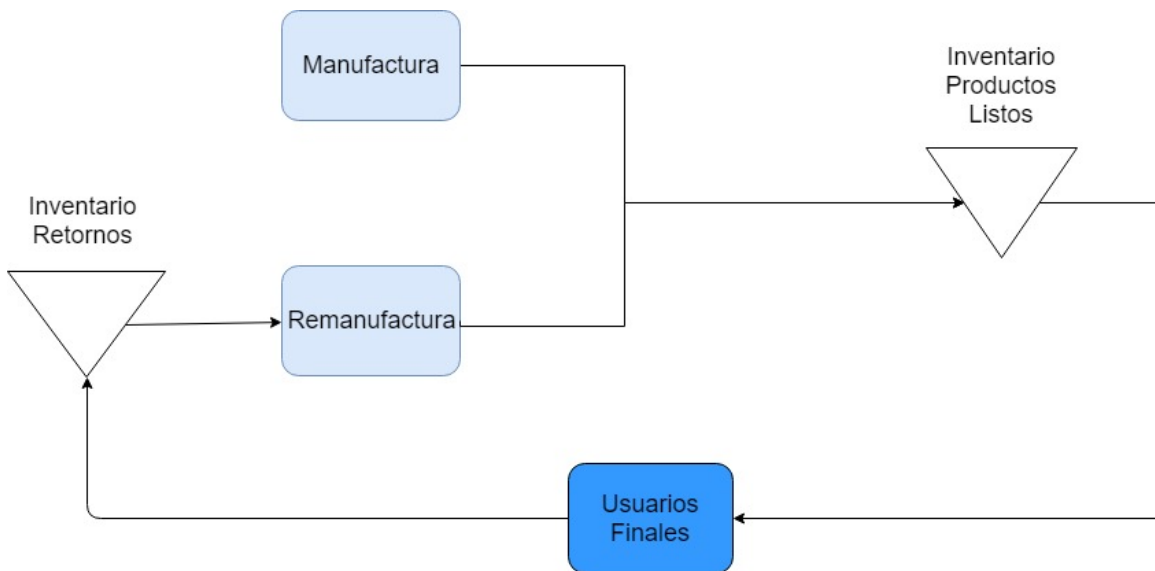 Manufactura
Inventario
Productos
Listos
Inventario
Retornos
Remanufactura
Usuarios
Finales